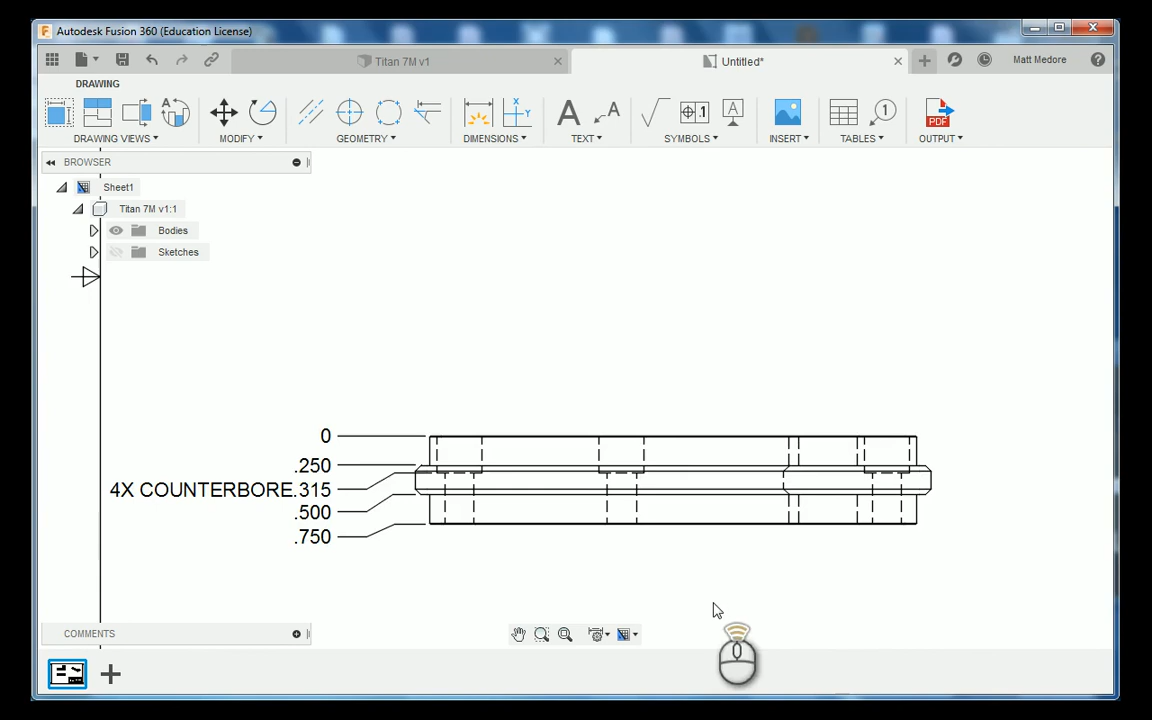 Autodesk Fusion 360 (Education License)
Titan 7M v1
Untitled*
Matt Medore
DRAWING
DRAWING VIEWS
MODIFY
GEOMETRY
DIMENSIONS
TEXT
SYMBOLS
INSERT
TABLES
OUTPUT
BROWSER
Sheet1
Titan 7M v1:1
Bodies
Sketches
0
.250
4X COUNTERBORE.315
.500
.750
COMMENTS